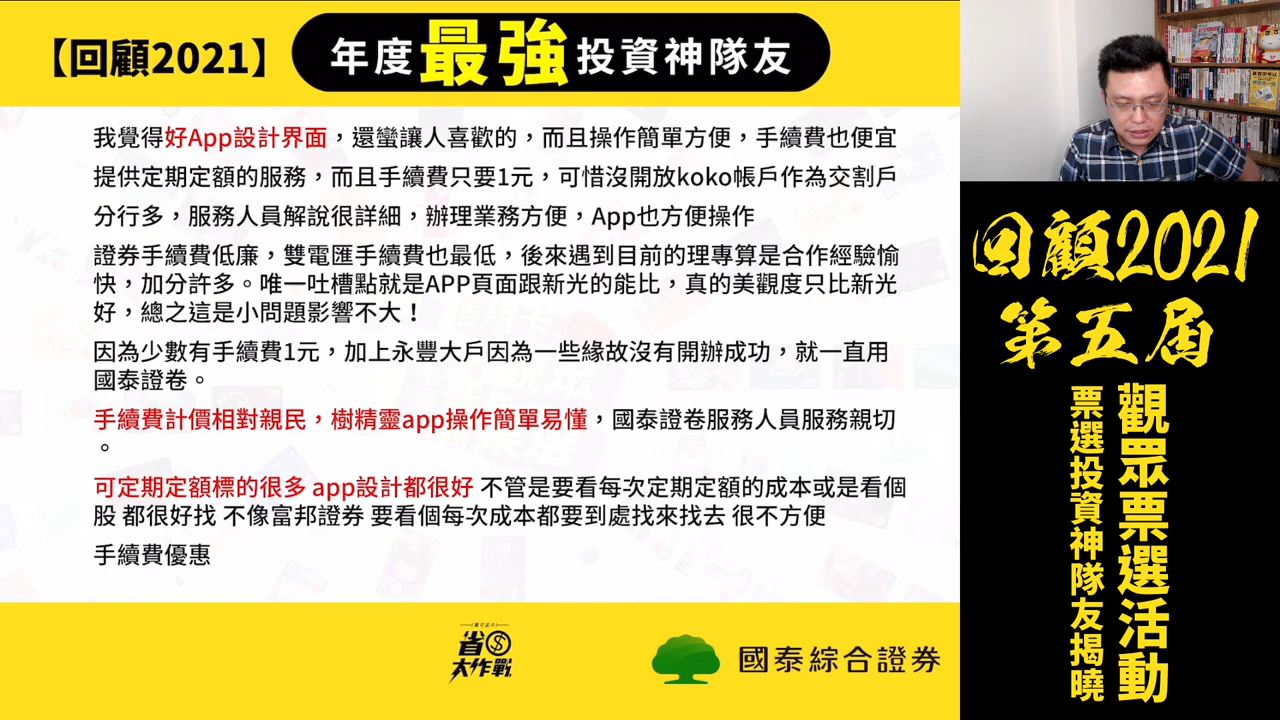 【回顧2021】
年度最強投資神隊友
我覺得好App設計界面，還蠻讓人喜歡的，而且操作簡單方便，手續費也便宜
提供定期定額的服務，而且手續費只要1元，可惜沒開放koko帳戶作為交割戶
分行多，服務人員解說很詳細，辦理業務方便，App也方便操作
證券手續費低廉，雙電匯手續費也最低，後來遇到目前的理專算是合作經驗愉
快，加分許多。唯一吐槽點就是APP頁面跟新光的能比，真的美觀度只比新光
好，總之這是小問題影響不大！
因為少數有手續費1元，加上永豐大戶因為一些緣故沒有開辦成功，就一直用
國泰證卷。
手續費計價相對親民，樹精靈app操作簡單易懂，國泰證卷服務人員服務親切
。
可定期定額標的很多 app設計都很好 不管是要看每次定期定額的成本或是看個
股 都很好找 不像富邦證券 要看個每次成本都要到處找來找去 很不方便
手續費優惠
省
大作戰
國泰綜合證券
回顧2021
第五屆
觀眾票選活動
票選投資神隊友揭曉